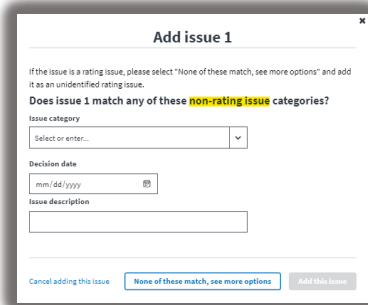 Add issue 1
If the issue is a rating issue, please select "None of these match, see more options" and add
it as an unidentified rating issue.
Does issue 1 match any of these non-rating issue categories?
Issue category
Select or enter...
Decision date
mm/dd/yyyy
Issue description
Cancel adding this issue
None of these match, see more options
Add this issue